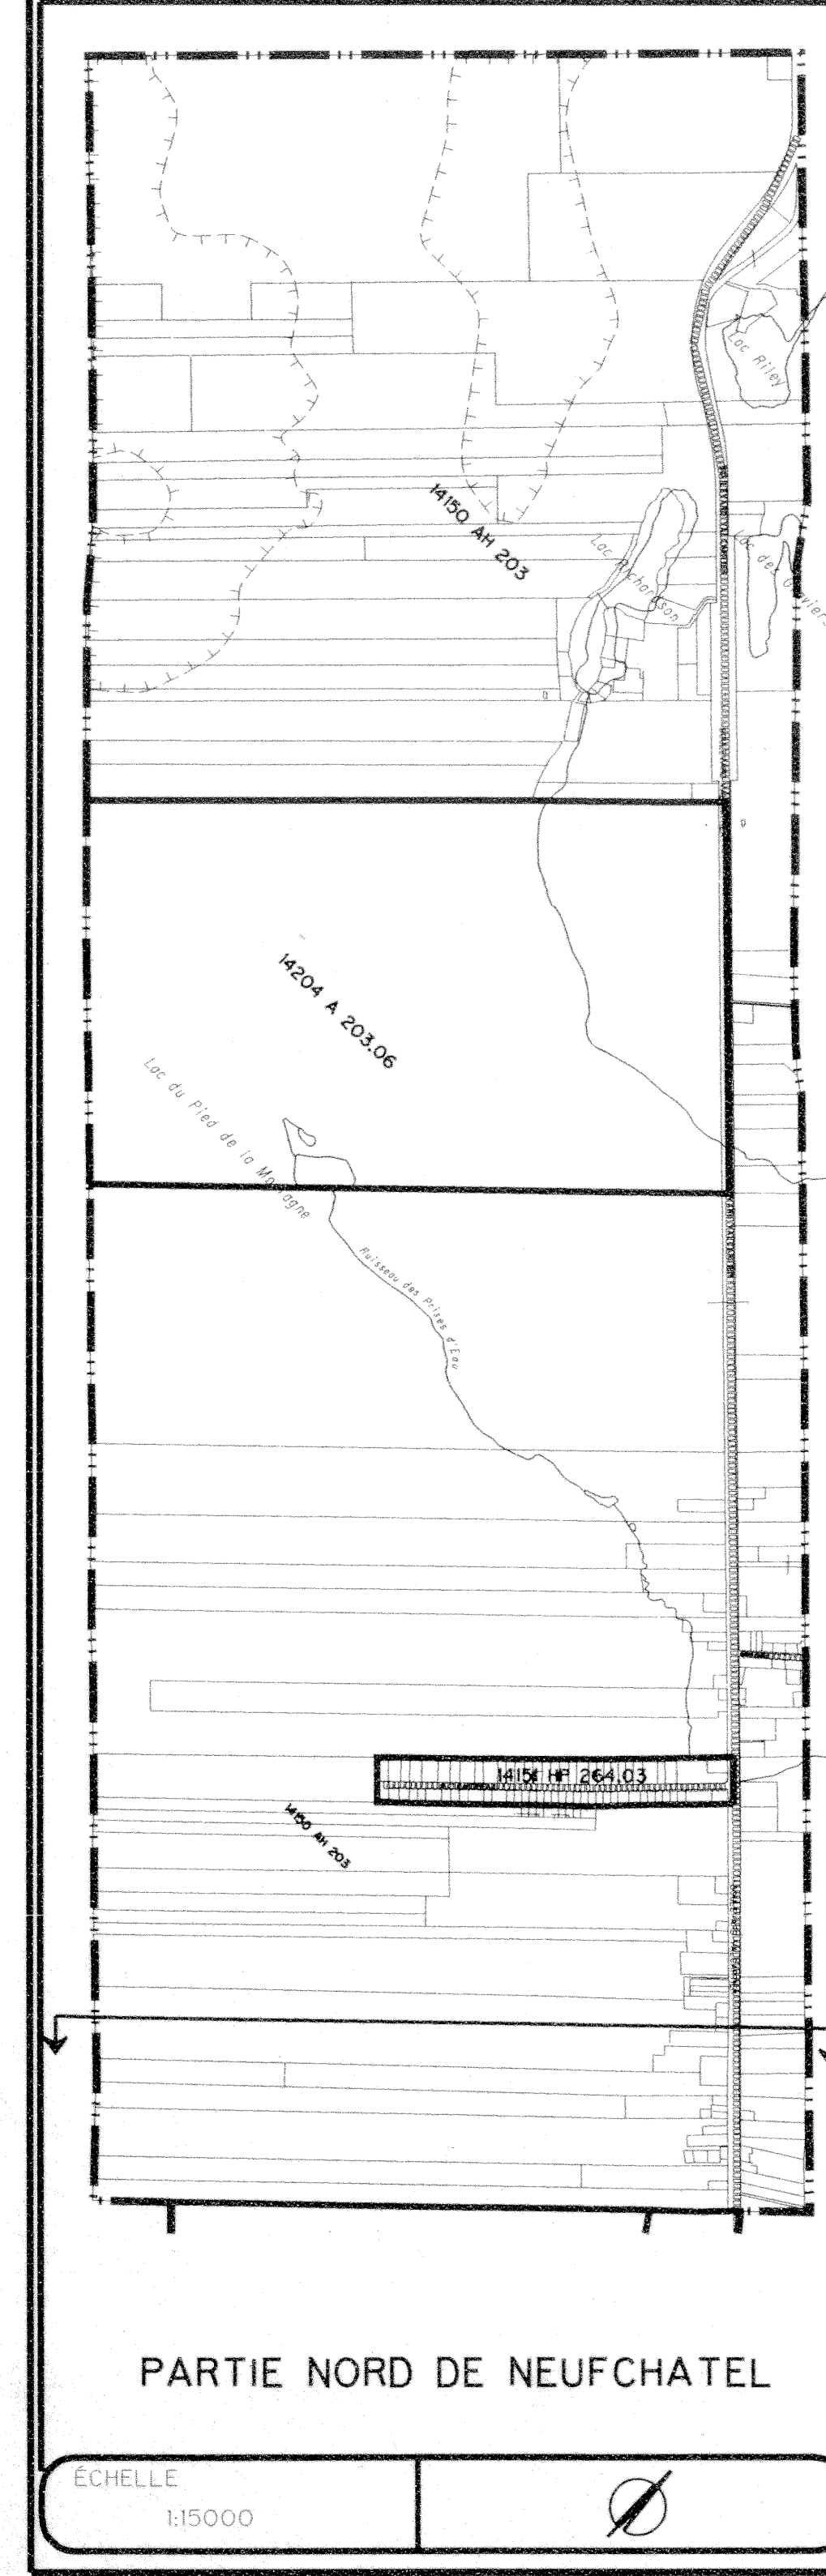 Lac Riley
14150 AH 203
Lac Richardson
Lac des
14204 A 203.06
Lac du Pied de la Montagne
Ruisseau des Prises d'Eau
HP 264.03
14150 AH 203
PARTIE NORD DE NEUFCHATEL
ÉCHELLE
1:15000